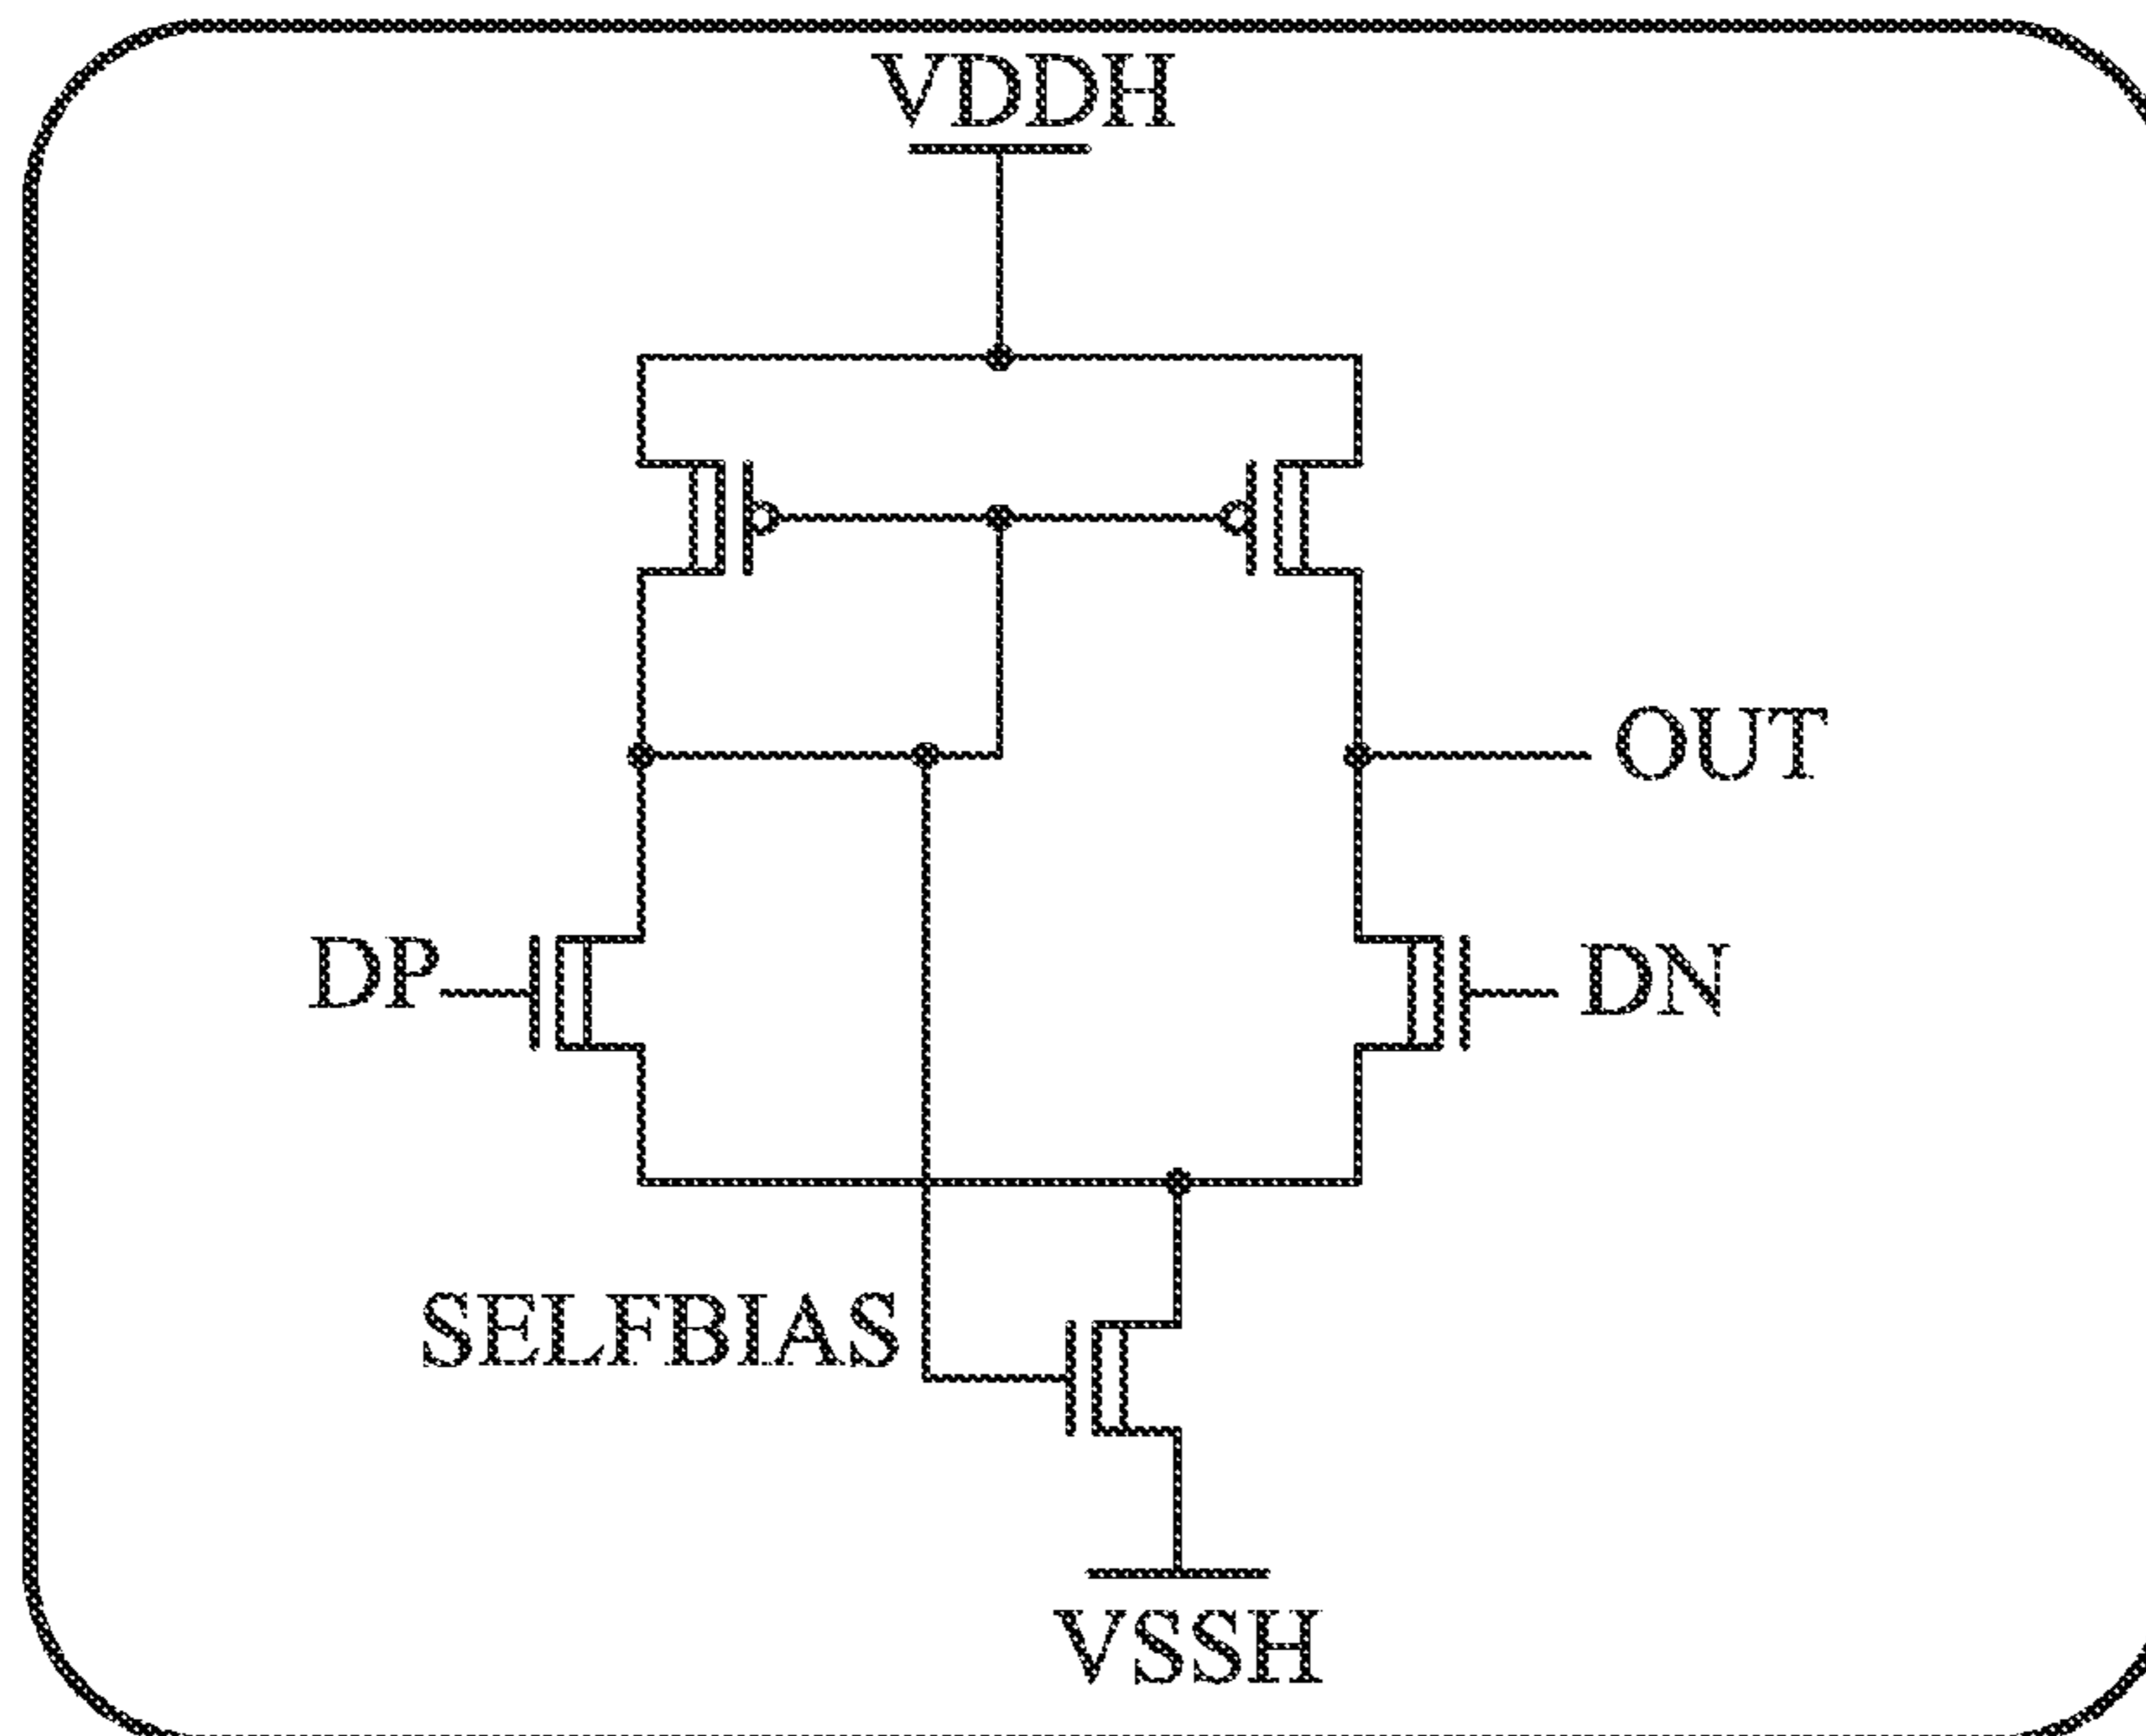 VDDH
OUT
DP
DN
SELFBIAS
VSSH